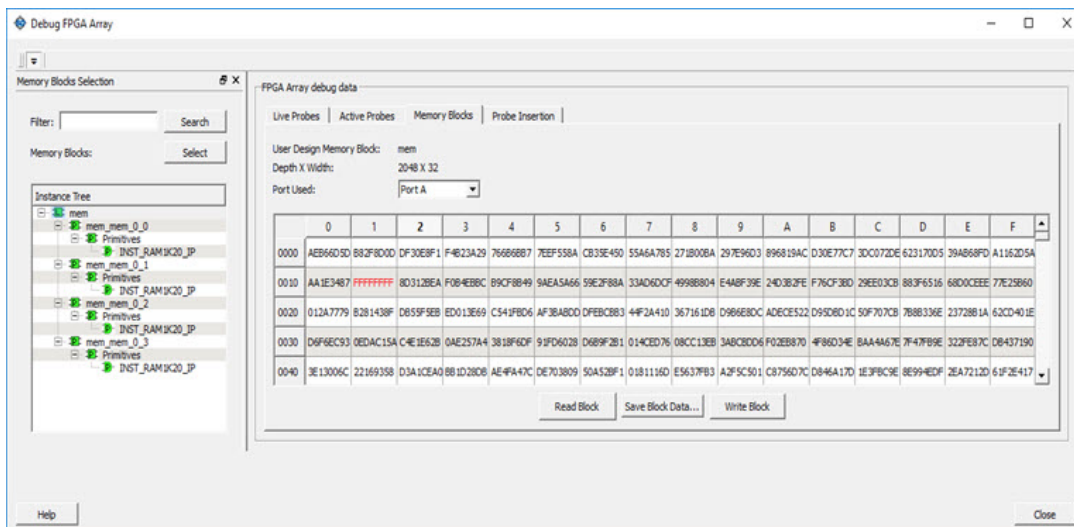 Debug FPGA Array
Memory Blocks Selection
Filter:
Search
Memory Blocks:
Select
Instance Tree
mem
mem_mem_0_0
Primitives
INST_RAM1K20_IP
mem_mem_0_1
Primitives
INST_RAM1K20_IP
mem_mem_0_2
Primitives
INST_RAM1K20_IP
mem_mem_0_3
Primitives
INST_RAM1K20_IP
FPGA Array debug data
Live Probes Active Probes Memory Blocks Probe Insertion
User Design Memory Block: mem
Depth X Width: 2048 X 32
Port Used: Port A
0 1 2 3 4 5 6 7 8 9 A B C D E F
0000 AEB66D5D B82F8D0D DF30E8F1 F4B23A29 766B6BB7 7EEF558A CB35E450 55A6A785 271B00BA 297E96D3 896819AC D30E77C7 3DC072DE 623170D5 39A868FD A1162D5A
0010 AA1E34B7 FFFFFFFF 8D312BEA F0B4EBBC B9CF8B49 9AEA5A66 59E2F88A 33AD6DCF 4998B804 E4ABF39E 24D3B2FE F76CF3BD 29EE03CB 883F6516 68D0CEEE 77E25B60
0020 012A7779 B281438F DB55F5EB ED013E69 C541FBD6 AF3BABDD DFEBCBB3 44F2A410 367161DB D9B6E8DC ADECE522 D95DBD1C 50F707CB 7B8B336E 23728B1A 62CD401E
0030 D6F6EC93 0EDAC15A C4E1E62B 0AE257A4 3818F6DF 91FD6028 D6B9F2B1 014CED76 08CC13EB 3ABCBDD6 F02EB870 4F86D34E BAA4A67E 7F47FB9E 322FE87C DB437190
0040 3E13006C 22169358 D3A1CEA0 BB1D28DB AE4FA47C DE703809 50A52BF1 0181116D E5637FB3 A2F5C501 C8756D7C D846A17D 1E3FBC9E 8E994EDF 2EA7212D 61F2E417
Read Block Save Block Data... Write Block
Help
Close